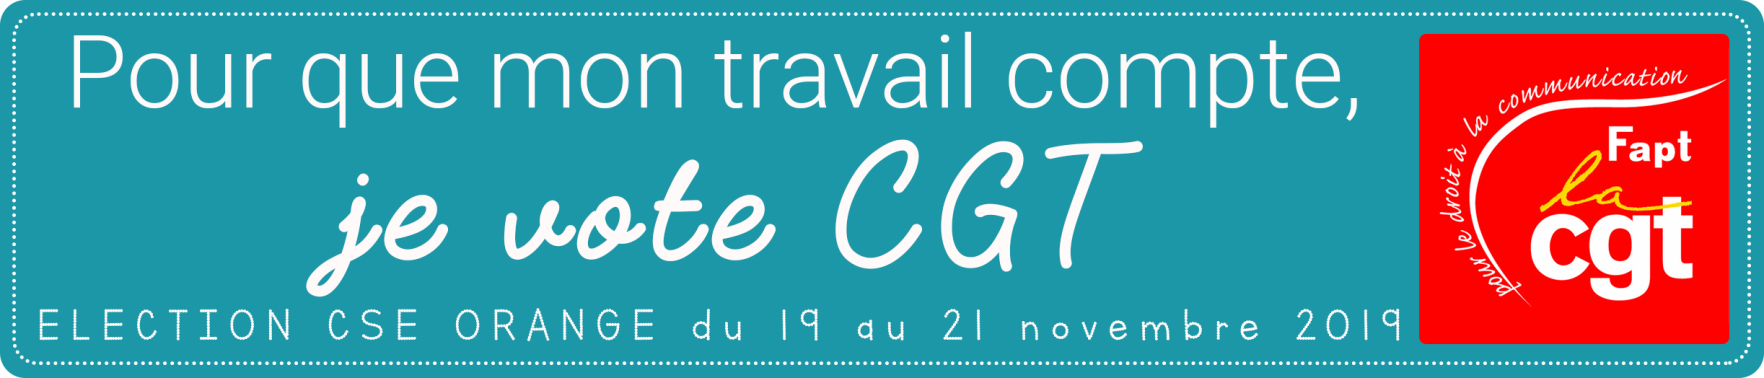 Pour que mon travail compte,
je vote CGT
ELECTION CSE ORANGE du 19 au 21 novembre 2019
pour le droit à la communication
Fapt
la
cgt